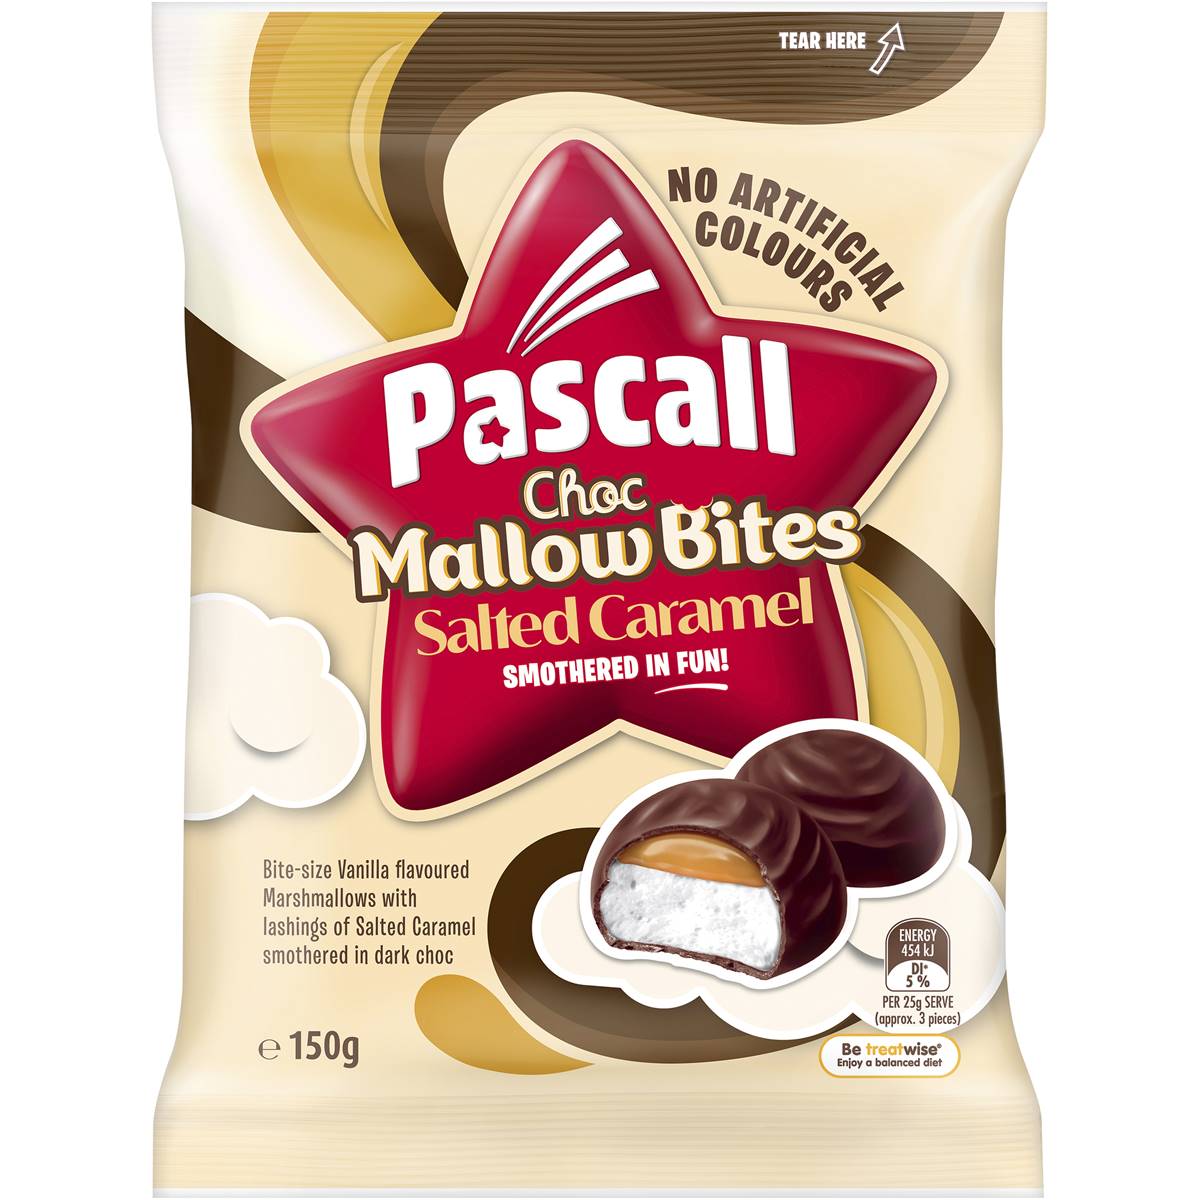 TEAR HERE
NO ARTIFICIAL
COLOURS
Pascall
Choc
Mallow Bites
Salted Caramel
SMOTHERED IN FUN!
Bite-size Vanilla flavoured
Marshmallows with
lashings of Salted Caramel
smothered in dark choc
℮ 150g
ENERGY
454 kJ
DI*
5 %
PER 25g SERVE
(approx. 3 pieces)
Be treatwise®
Enjoy a balanced diet